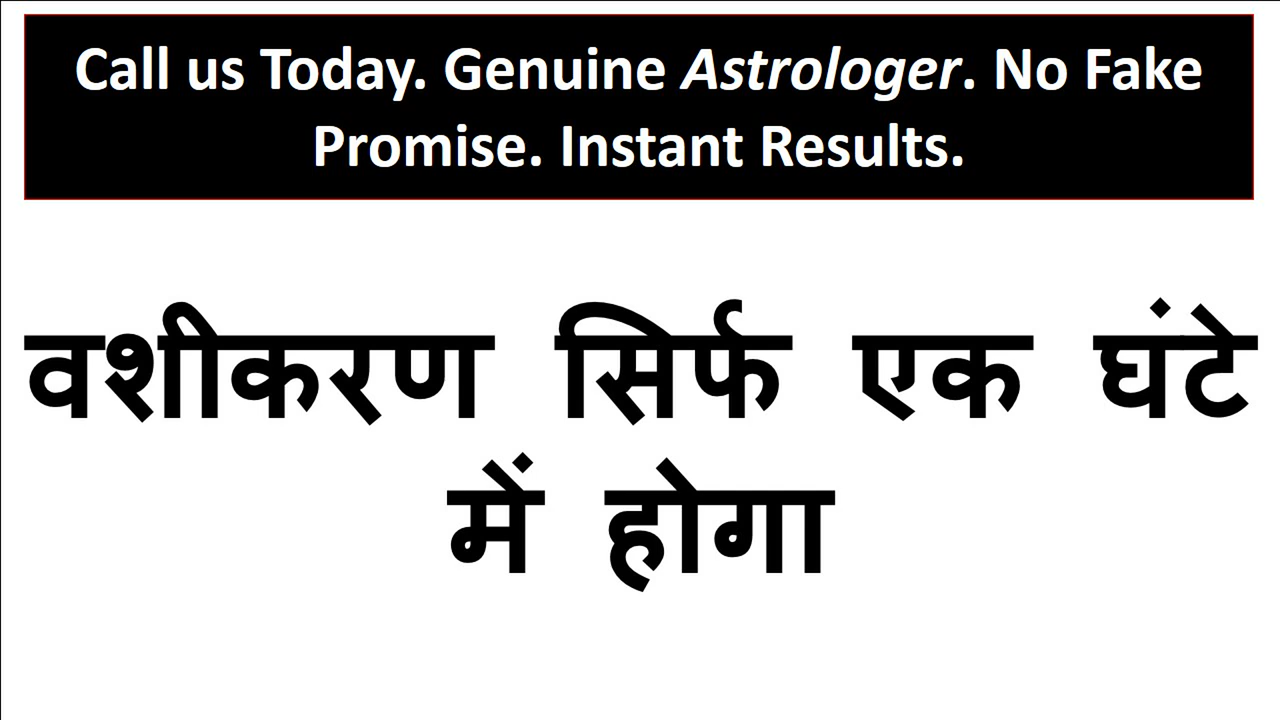 Call us Today. Genuine Astrologer. No Fake
Promise. Instant Results.
वशीकरण सिर्फ एक घंटे
में होगा